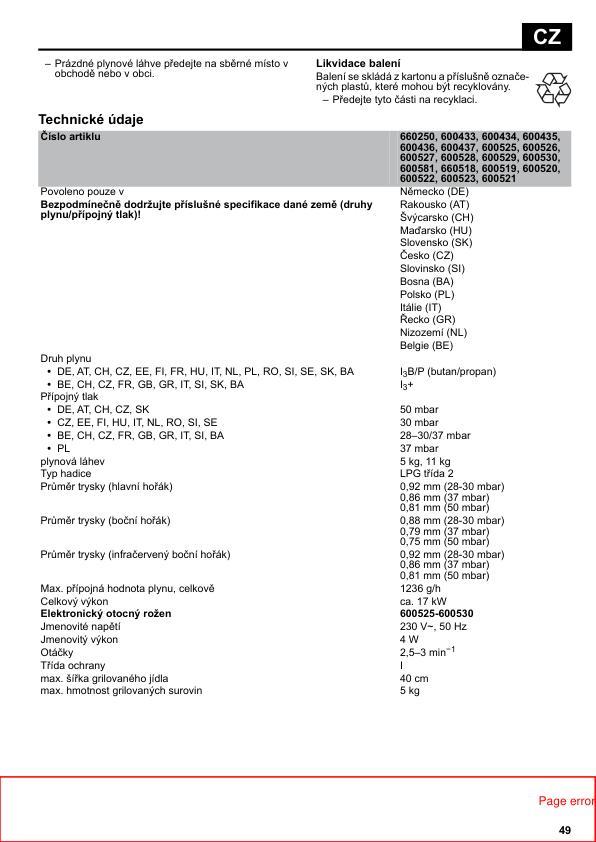 CZ
– Prázdné plynové láhve předejte na sběrné místo v
obchodě nebo v obci.
Likvidace balení
Balení se skládá z kartonu a příslušně označe-
ných plastů, které mohou být recyklovány.
– Předejte tyto části na recyklaci.
Technické údaje
Číslo artiklu
660250, 600433, 600434, 600435,
600436, 600437, 600525, 600526,
600527, 600528, 600529, 600530,
600581, 660518, 600519, 600520,
600522, 600523, 600521
Povoleno pouze v
Bezpodmínečně dodržujte příslušné specifikace dané země (druhy
plynu/přípojný tlak)!
Německo (DE)
Rakousko (AT)
Švýcarsko (CH)
Maďarsko (HU)
Slovensko (SK)
Česko (CZ)
Slovinsko (SI)
Bosna (BA)
Polsko (PL)
Itálie (IT)
Řecko (GR)
Nizozemí (NL)
Belgie (BE)
Druh plynu
• DE, AT, CH, CZ, EE, FI, FR, HU, IT, NL, PL, RO, SI, SE, SK, BA I3B/P (butan/propan)
• BE, CH, CZ, FR, GB, GR, IT, SI, SK, BA I3+
Přípojný tlak
• DE, AT, CH, CZ, SK 50 mbar
• CZ, EE, FI, HU, IT, NL, RO, SI, SE 30 mbar
• BE, CH, CZ, FR, GB, GR, IT, SI, BA 28–30/37 mbar
• PL 37 mbar
plynová láhev 5 kg, 11 kg
Typ hadice LPG třída 2
Průměr trysky (hlavní hořák) 0,92 mm (28-30 mbar)
0,86 mm (37 mbar)
0,81 mm (50 mbar)
Průměr trysky (boční hořák) 0,88 mm (28-30 mbar)
0,79 mm (37 mbar)
0,75 mm (50 mbar)
Průměr trysky (infračervený boční hořák) 0,92 mm (28-30 mbar)
0,86 mm (37 mbar)
0,81 mm (50 mbar)
Max. přípojná hodnota plynu, celkově 1236 g/h
Celkový výkon ca. 17 kW
Elektronický otocný rožen 600525-600530
Jmenovité napětí 230 V~, 50 Hz
Jmenovitý výkon 4 W
Otáčky 2,5–3 min−1
Třída ochrany I
max. šířka grilovaného jídla 40 cm
max. hmotnost grilovaných surovin 5 kg
Page error
49